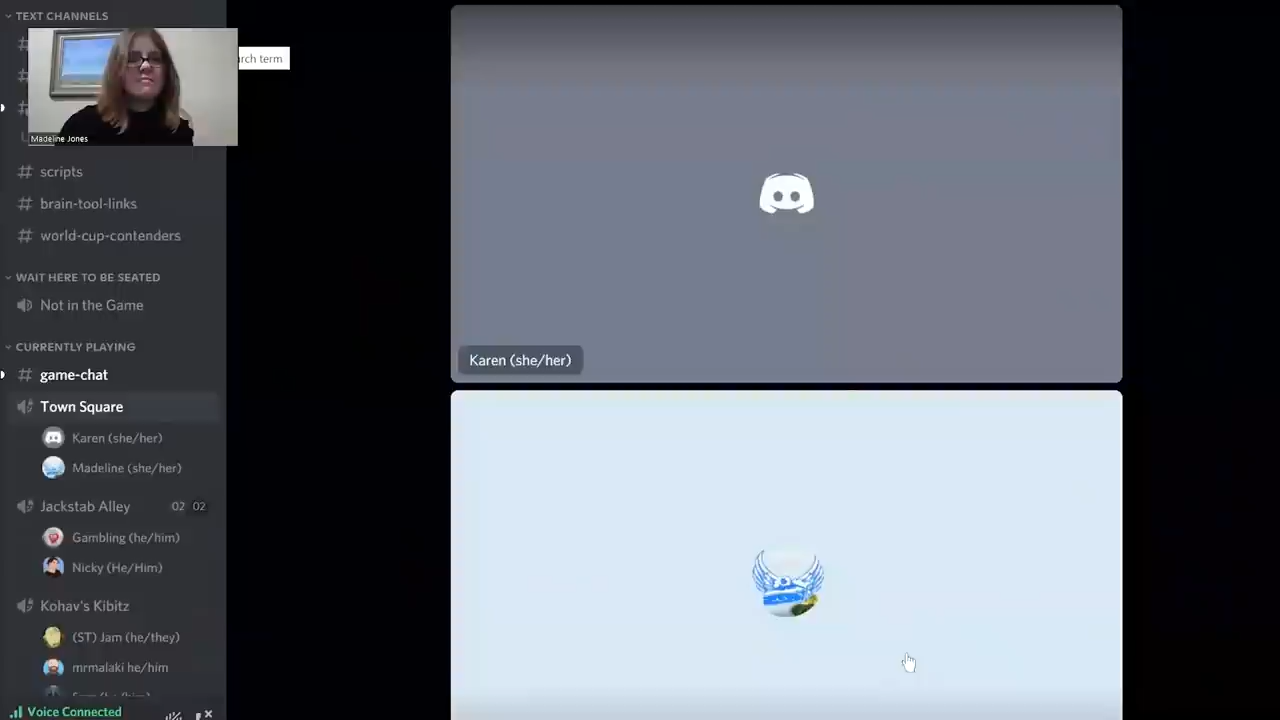 TEXT CHANNELS
rch term
Madeline Jones
# scripts
# brain-tool-links
# world-cup-contenders
WAIT HERE TO BE SEATED
Not in the Game
CURRENTLY PLAYING
# game-chat
Town Square
Karen (she/her)
Madeline (she/her)
Jackstab Alley 02 02
Gambling (he/him)
Nicky (He/Him)
Kohav's Kibitz
(ST) Jam (he/they)
mrmalaki he/him
Voice Connected
Karen (she/her)